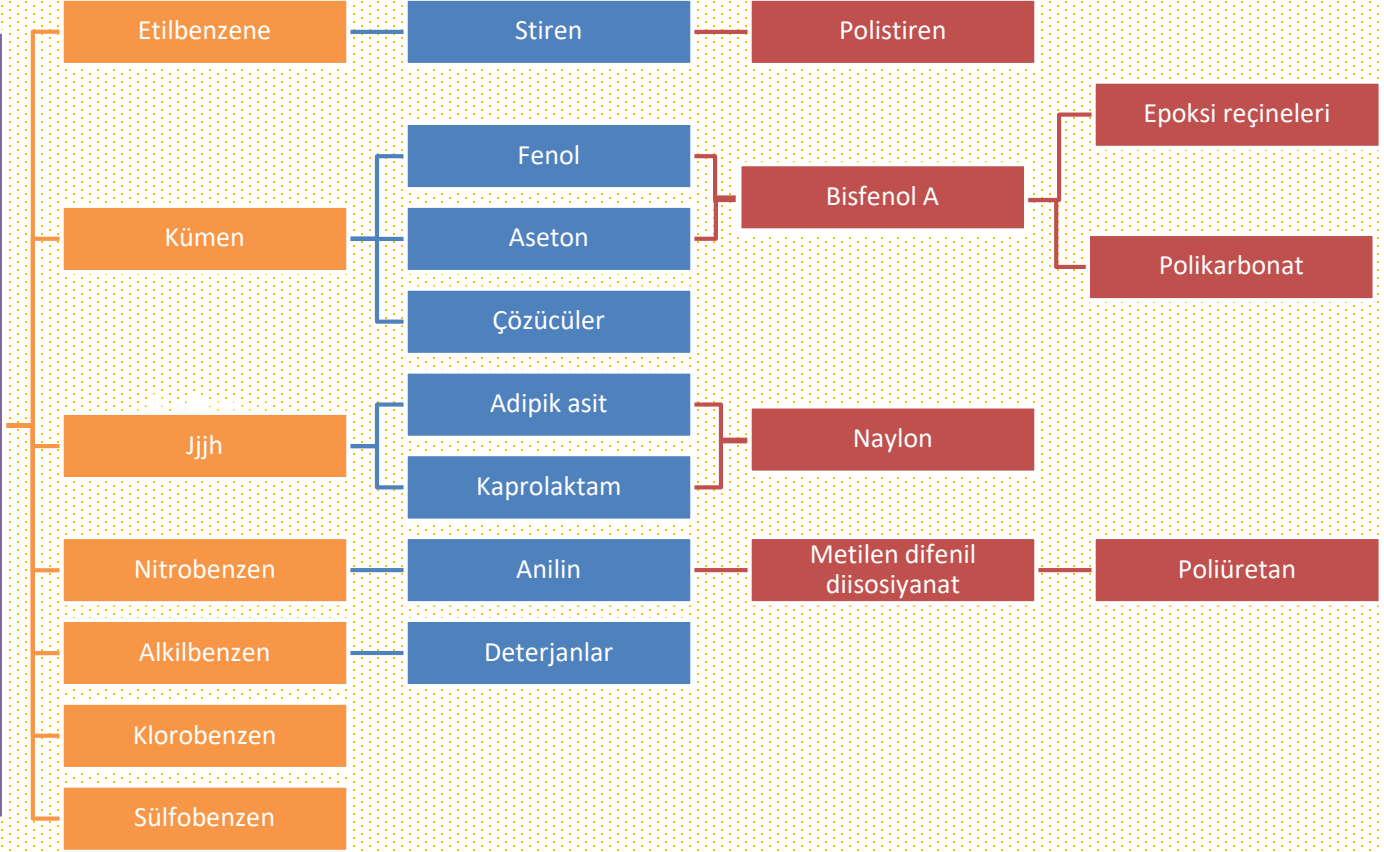 Etilbenzene
Stiren
Polistiren
Epoksi reçineleri
Fenol
Bisfenol A
Kümen
Aseton
Polikarbonat
Çözücüler
Adipik asit
Jjjh
Naylon
Kaprolaktam
Nitrobenzen
Anilin
Metilen difenil
diisosiyanat
Poliüretan
Alkilbenzen
Deterjanlar
Klorobenzen
Sülfobenzen